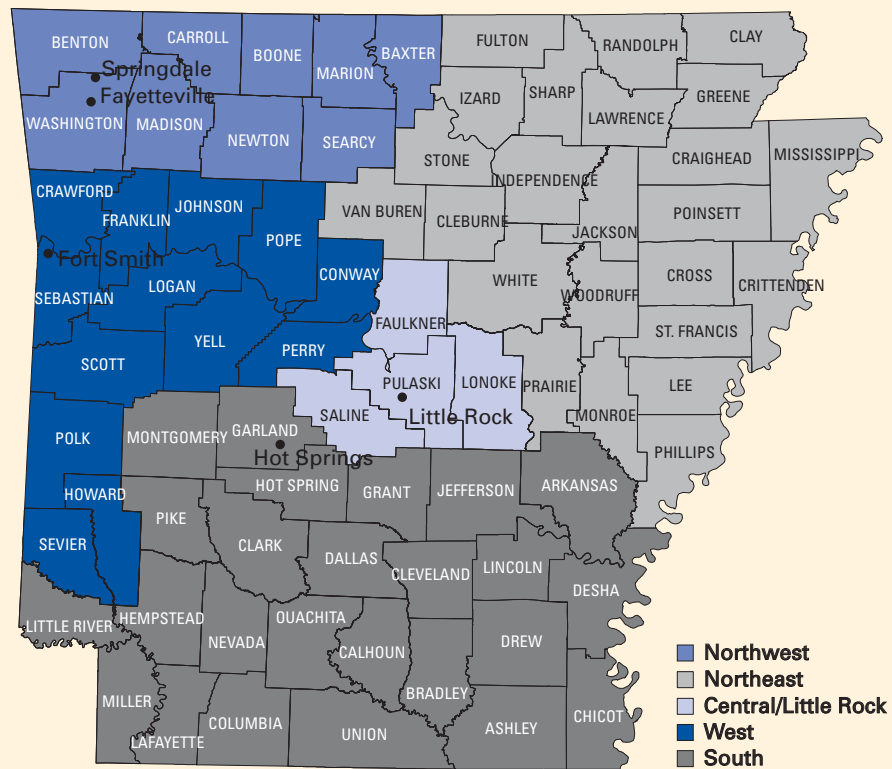 BENTON
CARROLL
BOONE
MARION
BAXTER
FULTON
RANDOLPH
CLAY
Springdale
Fayetteville
IZARD
SHARP
GREENE
LAWRENCE
WASHINGTON
MADISON
NEWTON
SEARCY
STONE
INDEPENDENCE
CRAIGHEAD
MISSISSIPPI
CRAWFORD
FRANKLIN
JOHNSON
POPE
VAN BUREN
CLEBURNE
JACKSON
POINSETT
Fort Smith
SEBASTIAN
LOGAN
CONWAY
WHITE
WOODRUFF
CROSS
CRITTENDEN
FAULKNER
ST. FRANCIS
SCOTT
YELL
PERRY
PULASKI
LONOKE
PRAIRIE
LEE
SALINE
Little Rock
MONROE
POLK
MONTGOMERY
GARLAND
Hot Springs
PHILLIPS
HOWARD
HOT SPRING
GRANT
JEFFERSON
ARKANSAS
PIKE
SEVIER
CLARK
DALLAS
CLEVELAND
LINCOLN
DESHA
LITTLE RIVER
HEMPSTEAD
NEVADA
OUACHITA
CALHOUN
DREW
MILLER
LAFAYETTE
COLUMBIA
UNION
BRADLEY
ASHLEY
CHICOT
Northwest
Northeast
Central/Little Rock
West
South